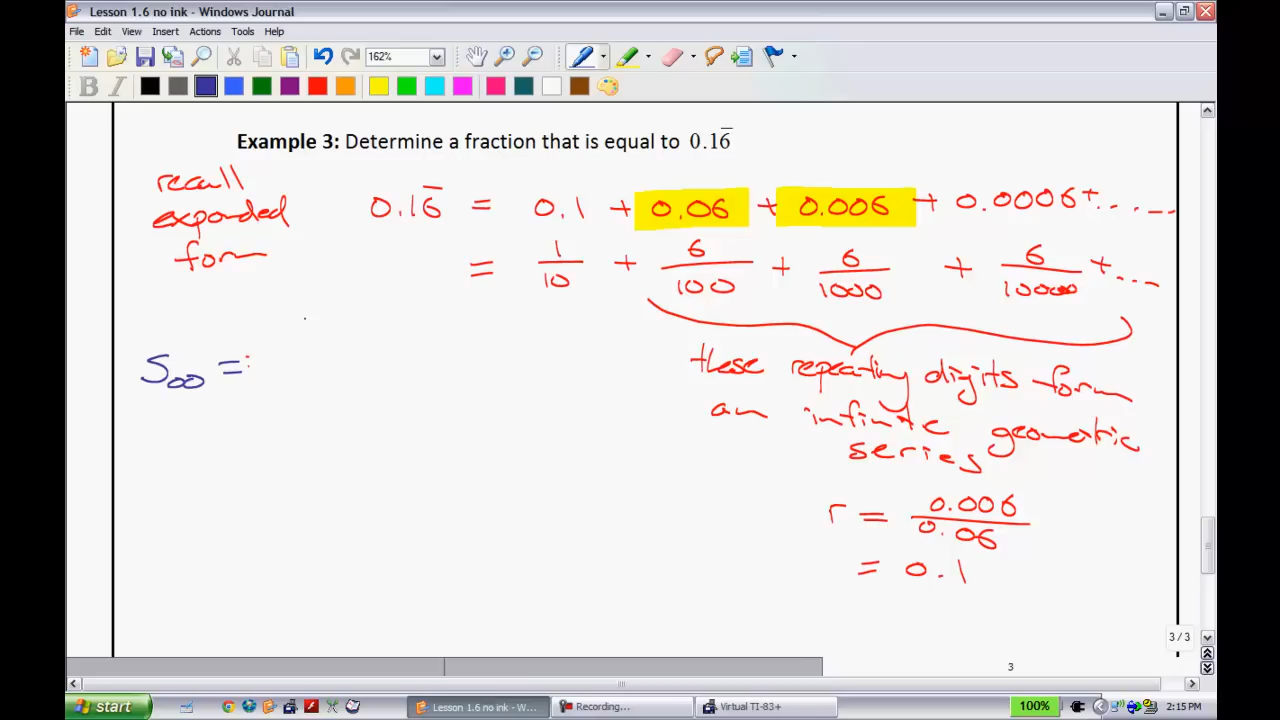 Lesson 1.6 no ink - Windows Journal
File Edit View Insert Actions Tools Help
162%
B I
Example 3: Determine a fraction that is equal to 0.16̅
recall
expanded
form
0.16̅ = 0.1 + 0.06 + 0.006 + 0.0006 + .....
= 1/10 + 6/100 + 6/1000 + 6/10000 + ...
these repeating digits form
an infinite geometric
series
S∞ =
r = 0.006/0.06
= 0.1
3 / 3
3
start
Lesson 1.6 no ink - W...
Recording...
Virtual TI-83+
100%
2:15 PM